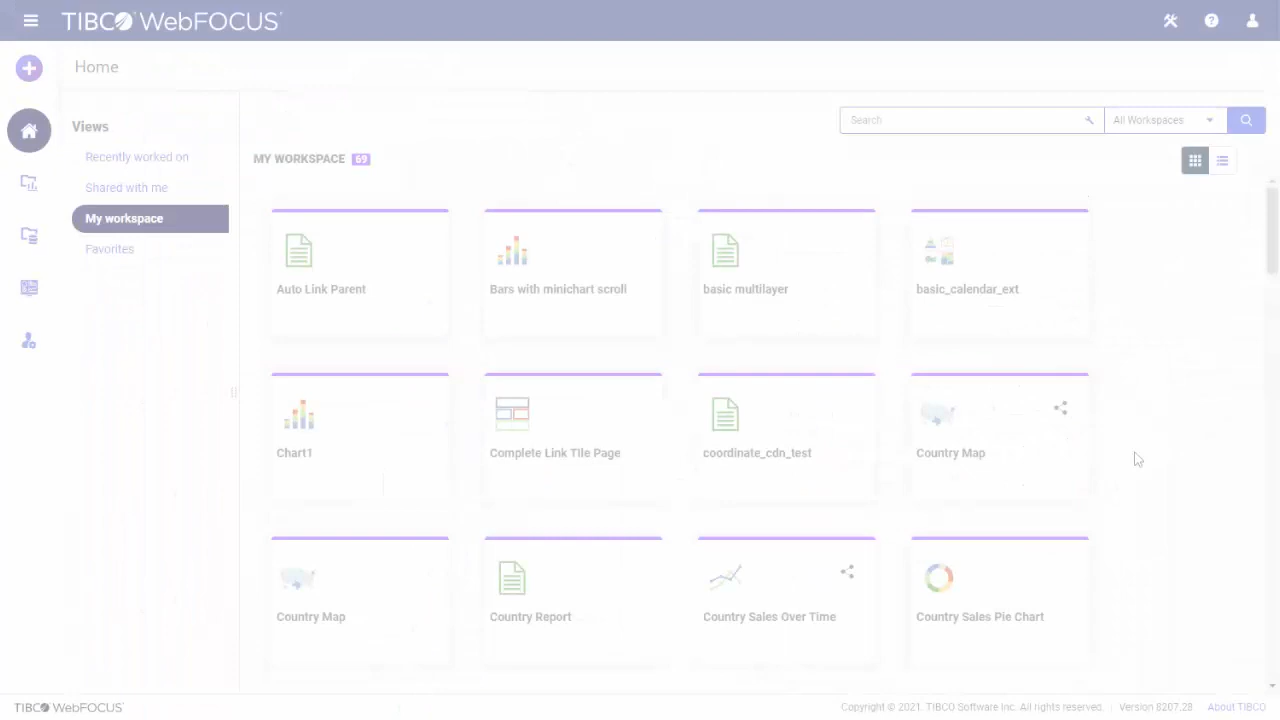 TIBCO WebFOCUS
Home
Views
Recently worked on
Shared with me
My workspace
Favorites
Search
All Workspaces
MY WORKSPACE 69
Auto Link Parent
Bars with minichart scroll
basic multilayer
basic_calendar_ext
Chart1
Complete Link TIle Page
coordinate_cdn_test
Country Map
Country Map
Country Report
Country Sales Over Time
Country Sales Pie Chart
TIBCO WebFOCUS
Copyright © 2021. TIBCO Software Inc. All rights reserved. | Version 8207.28 About TIBCO